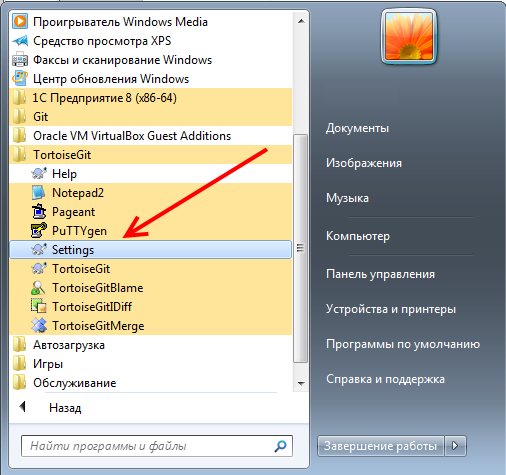 Проигрыватель Windows Media
Средство просмотра XPS
Факсы и сканирование Windows
Центр обновления Windows
1С Предприятие 8 (x86-64)
Git
Oracle VM VirtualBox Guest Additions
TortoiseGit
Help
Notepad2
Pageant
PuTTYgen
Settings
TortoiseGit
TortoiseGitBlame
TortoiseGitIDiff
TortoiseGitMerge
Автозагрузка
Игры
Обслуживание
Назад
Найти программы и файлы
Документы
Изображения
Музыка
Компьютер
Панель управления
Устройства и принтеры
Программы по умолчанию
Справка и поддержка
Завершение работы